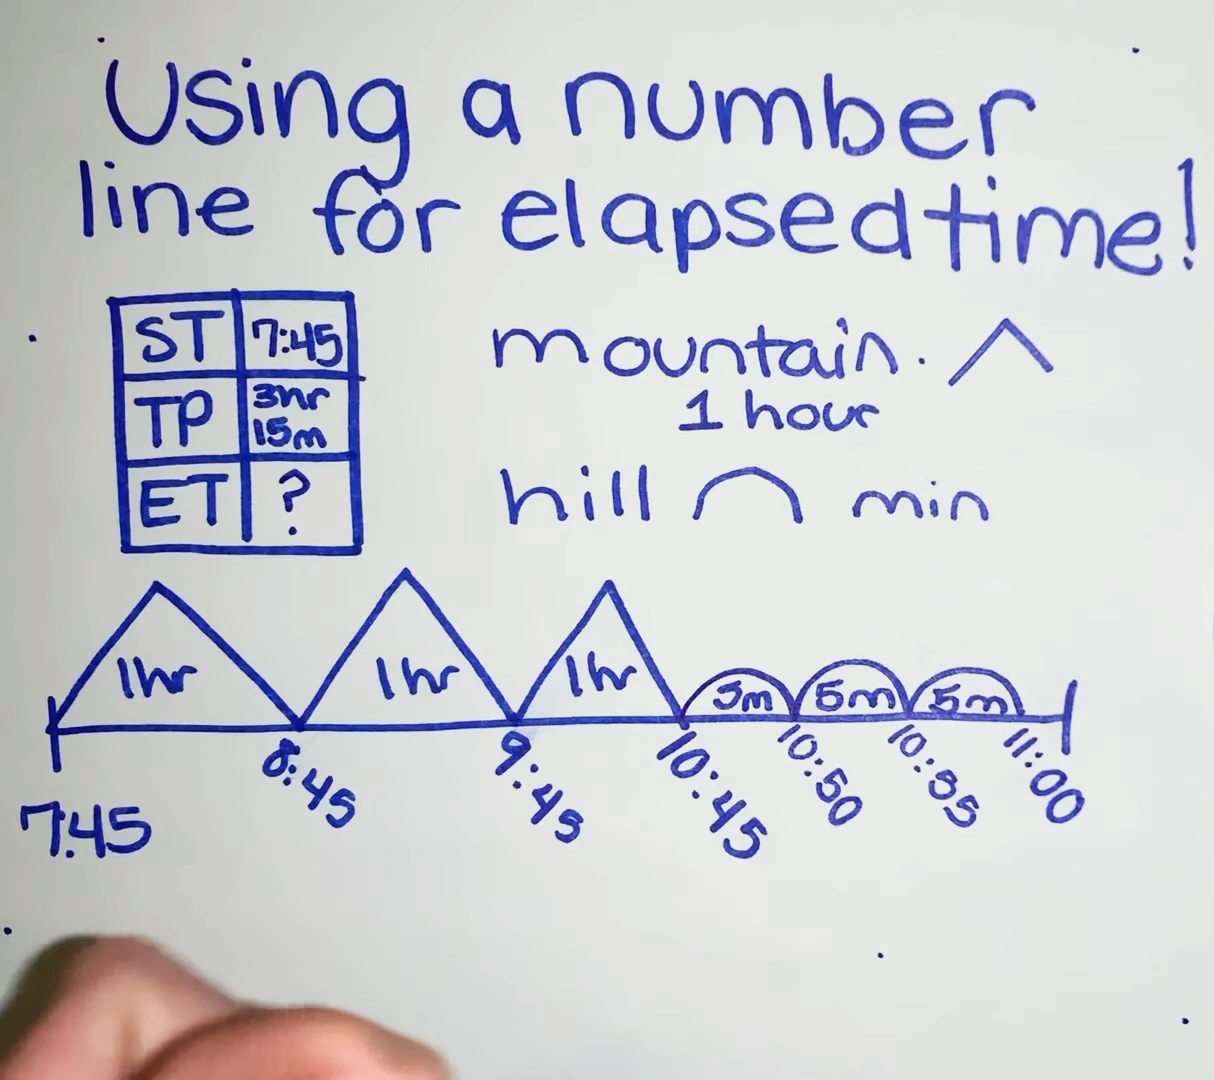 Using a number
line for elapsed time!
ST 7:45
TP 3hr
15m
ET ?
mountain.
1 hour
hill min
1hr 1hr 1hr 5m 5m 5m
7:45 8:45 9:45 10:45 10:50 10:55 11:00